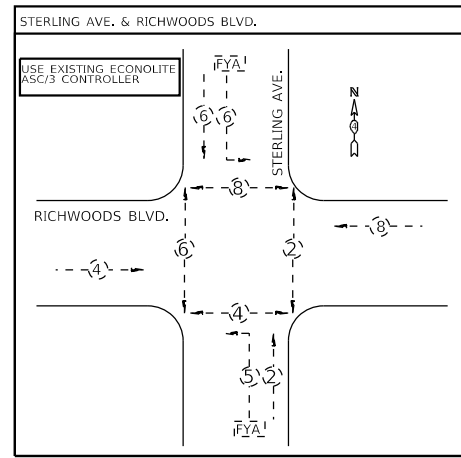 STERLING AVE. & RICHWOODS BLVD.
USE EXISTING ECONOLITE
ASC/3 CONTROLLER
FYA
6 6
STERLING AVE.
N
4
8
RICHWOODS BLVD.
8
6
2
4
4
5 2
FYA